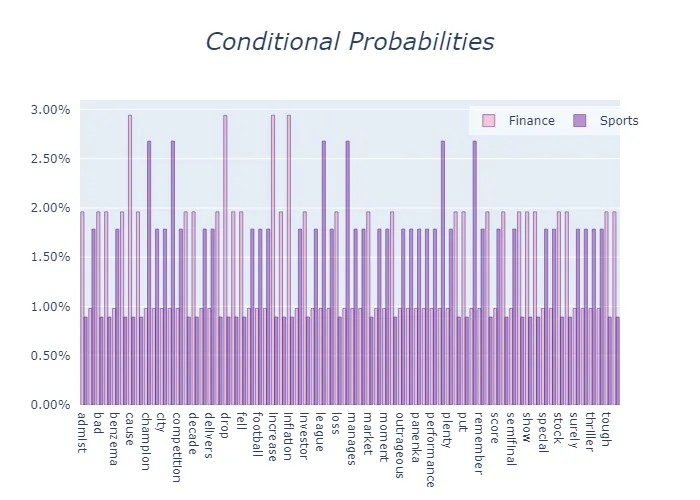 Conditional Probabilities
Finance
Sports
3.00%
2.50%
2.00%
1.50%
1.00%
0.50%
0.00%
admist
bad
benzema
cause
champion
city
competition
decade
delivers
drop
fell
football
increase
inflation
investor
league
loss
manages
market
moment
outrageous
panenka
performance
plenty
put
remember
score
semifinal
show
special
stock
surely
thriller
tough